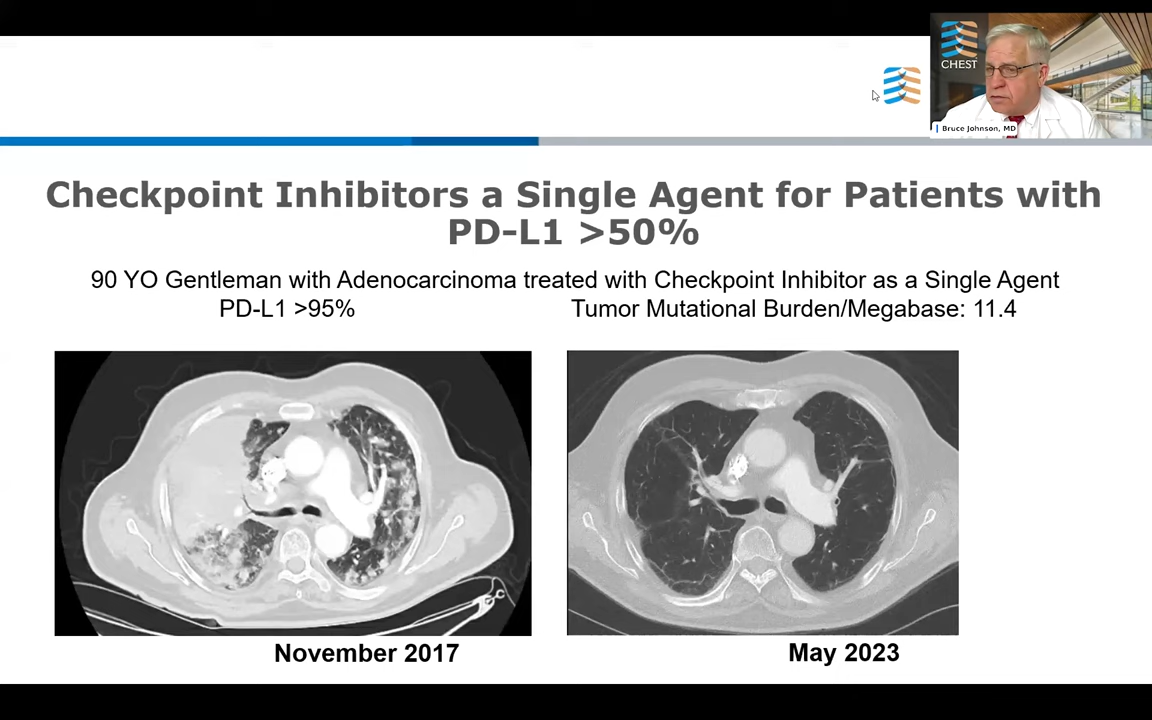 CHEST
Bruce Johnson, MD
Checkpoint Inhibitors a Single Agent for Patients with
PD-L1 >50%
90 YO Gentleman with Adenocarcinoma treated with Checkpoint Inhibitor as a Single Agent
PD-L1 >95% Tumor Mutational Burden/Megabase: 11.4
November 2017 May 2023